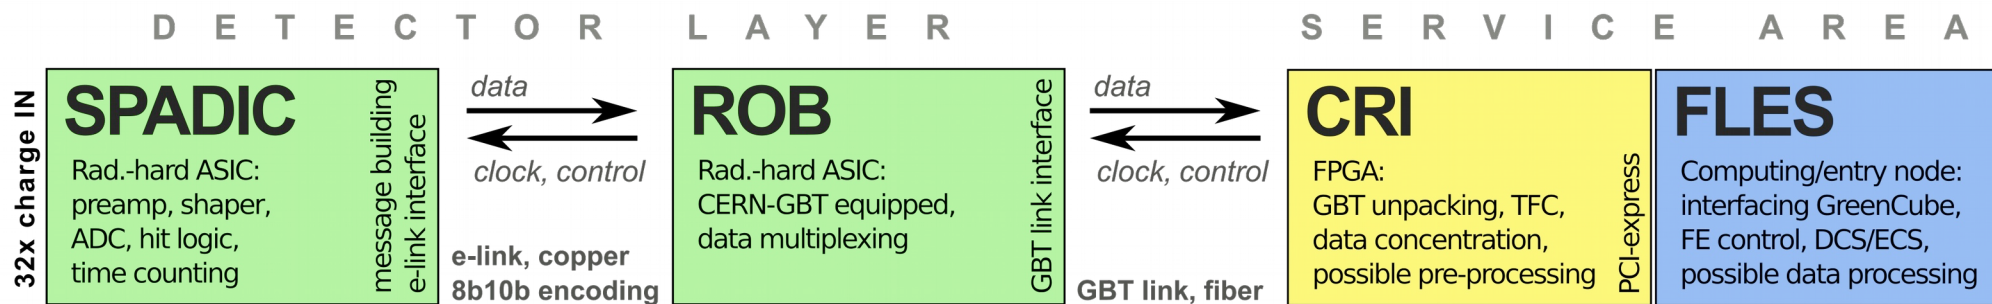 DETECTOR LAYER
SERVICE AREA
32x charge IN
SPADIC
Rad.-hard ASIC:
preamp, shaper,
ADC, hit logic,
time counting
message building
e-link interface
data
clock, control
e-link, copper
8b10b encoding
ROB
Rad.-hard ASIC:
CERN-GBT equipped,
data multiplexing
GBT link interface
data
clock, control
GBT link, fiber
CRI
FPGA:
GBT unpacking, TFC,
data concentration,
possible pre-processing
PCI-express
FLES
Computing/entry node:
interfacing GreenCube,
FE control, DCS/ECS,
possible data processing